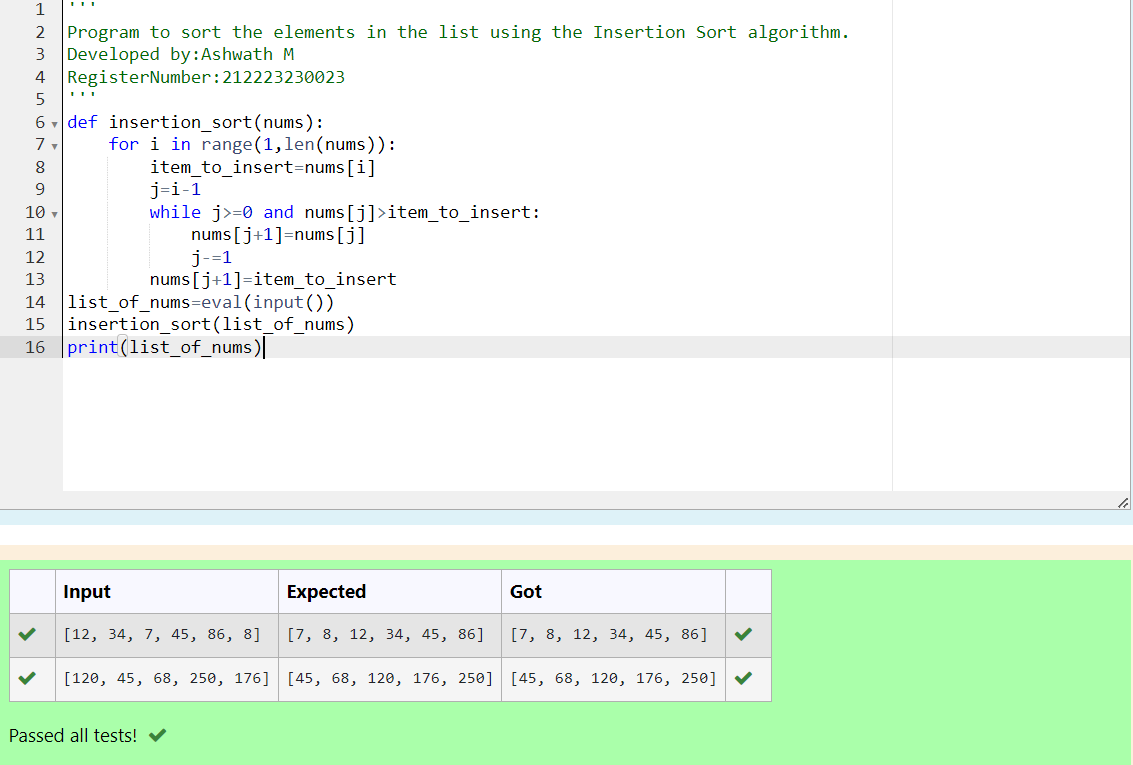 1 '''
2 Program to sort the elements in the list using the Insertion Sort algorithm.
3 Developed by:Ashwath M
4 RegisterNumber:212223230023
5 '''
6 def insertion_sort(nums):
7     for i in range(1,len(nums)):
8         item_to_insert=nums[i]
9         j=i-1
10         while j>=0 and nums[j]>item_to_insert:
11             nums[j+1]=nums[j]
12             j-=1
13         nums[j+1]=item_to_insert
14 list_of_nums=eval(input())
15 insertion_sort(list_of_nums)
16 print(list_of_nums)
Input Expected Got
[12, 34, 7, 45, 86, 8] [7, 8, 12, 34, 45, 86] [7, 8, 12, 34, 45, 86]
[120, 45, 68, 250, 176] [45, 68, 120, 176, 250] [45, 68, 120, 176, 250]
Passed all tests!